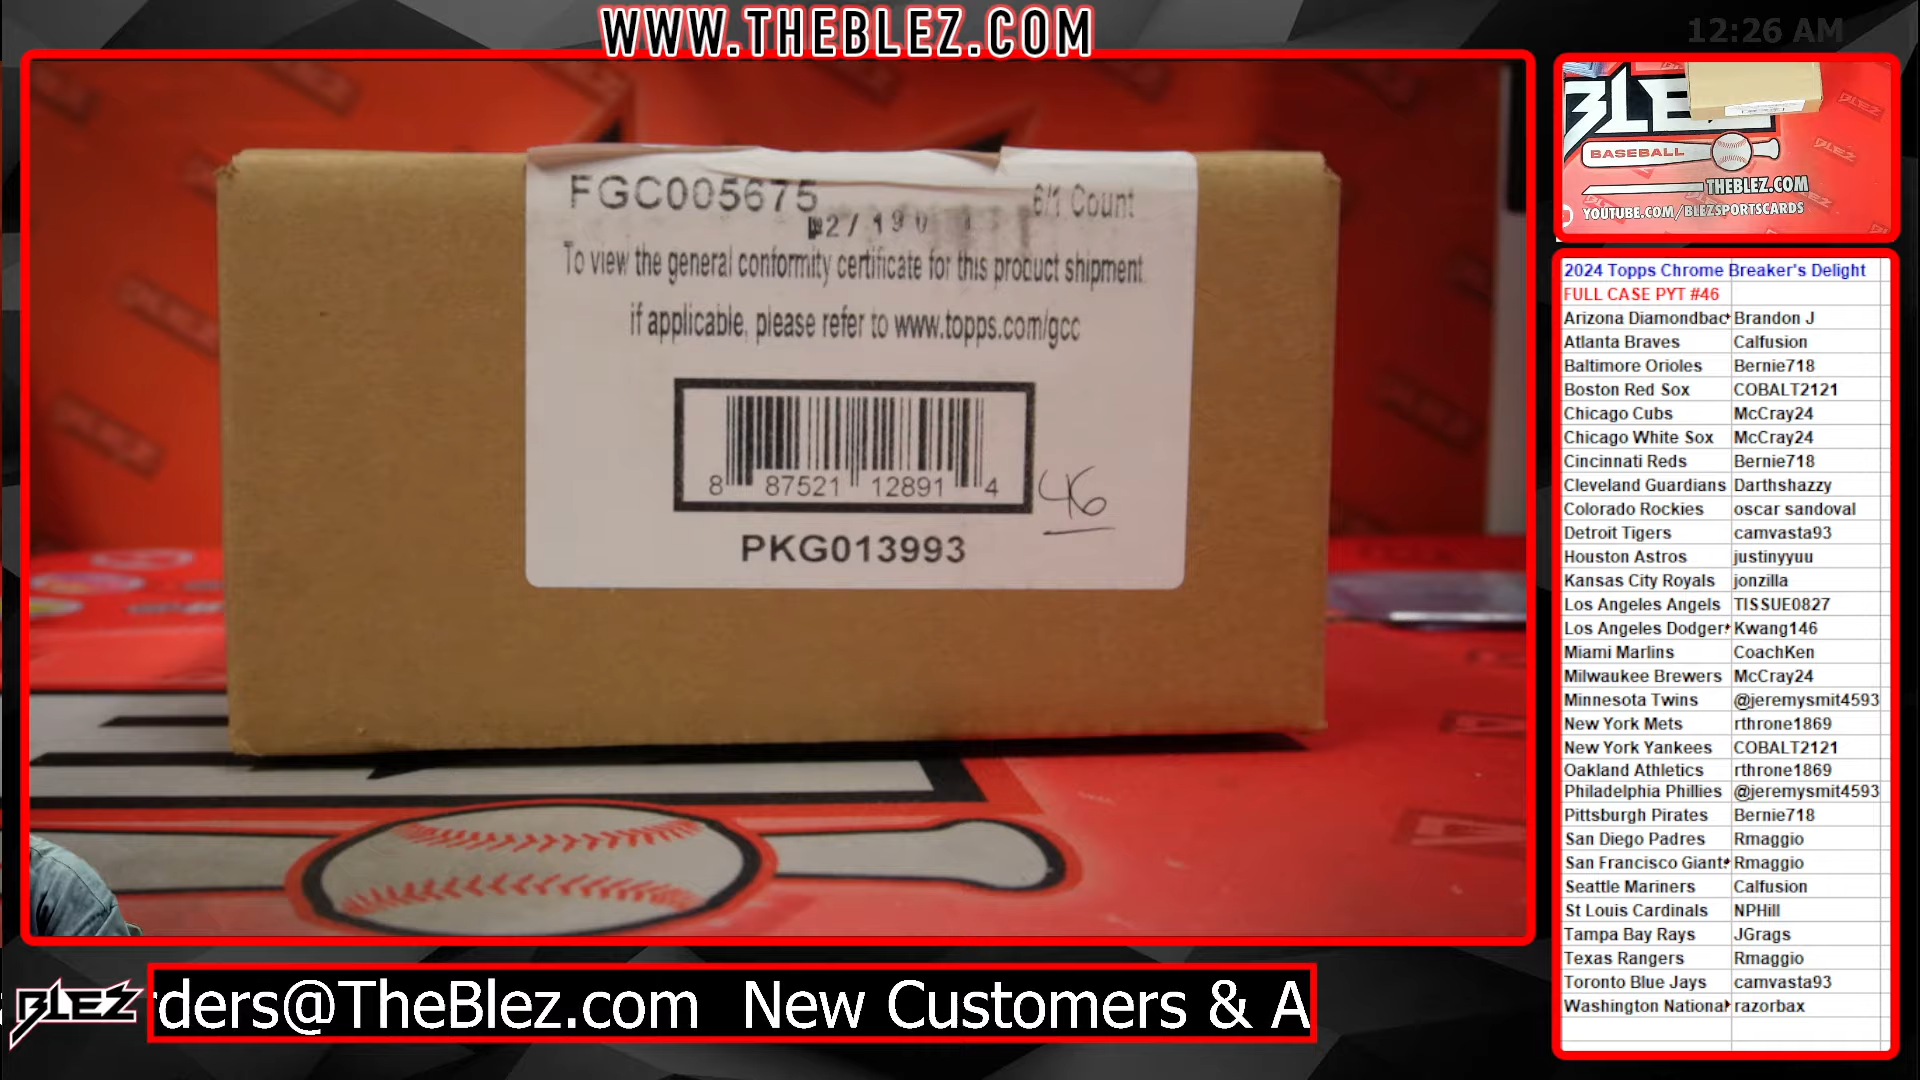 WWW.THEBLEZ.COM
12:26 AM
FGC005675
6/1 Count
To view the general conformity certificate for this product shipment
if applicable, please refer to www.topps.com/gcc
8 87521 12891 4
46
PKG013993
BLEZ
BASEBALL
THEBLEZ.COM
YOUTUBE.COM/BLEZSPORTSCARDS
2024 Topps Chrome Breaker's Delight
FULL CASE PYT #46
Arizona Diamondbac Brandon J
Atlanta Braves Calfusion
Baltimore Orioles Bernie718
Boston Red Sox COBALT2121
Chicago Cubs McCray24
Chicago White Sox McCray24
Cincinnati Reds Bernie718
Cleveland Guardians Darthshazzy
Colorado Rockies oscar sandoval
Detroit Tigers camvasta93
Houston Astros justinyyuu
Kansas City Royals jonzilla
Los Angeles Angels TISSUE0827
Los Angeles Dodger Kwang146
Miami Marlins CoachKen
Milwaukee Brewers McCray24
Minnesota Twins @jeremysmit4593
New York Mets rthrone1869
New York Yankees COBALT2121
Oakland Athletics rthrone1869
Philadelphia Phillies @jeremysmit4593
Pittsburgh Pirates Bernie718
San Diego Padres Rmaggio
San Francisco Giant Rmaggio
Seattle Mariners Calfusion
St Louis Cardinals NPHill
Tampa Bay Rays JGrags
Texas Rangers Rmaggio
Toronto Blue Jays camvasta93
Washington National razorbax
BLEZ
rders@TheBlez.com New Customers & A